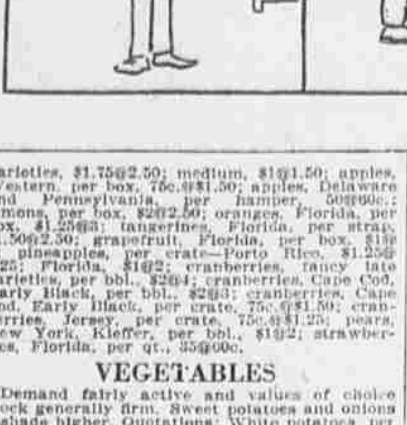 arieties, $1.75@2.50; medium, $1@1.50; apples,
Western, per box, 75c.@$1.50; apples, Delaware
nd Pennsylvania, per hamper, 50@60c.;
mons, per box, $2@2.50; oranges, Florida, per
ox, $1.25@3; tangerines, Florida, per strap,
.50@2.50; grapefruit, Florida, per box, $1@
; pineapples, per crate—Porto Rico, $1.25@
25; Florida, $1@2; cranberries, fancy late
arieties, per bbl., $2@4; cranberries, Cape Cod,
arly Black, per bbl., $2@3; cranberries, Cape
od, Early Black, per crate, 75c.@$1.50; cran-
erries, Jersey, per crate, 75c.@$1.25; pears,
ew York, Kieffer, per bbl., $1@2; strawber-
es, Florida, per qt., 35@60c.
VEGETABLES
Demand fairly active and values of choice
ock generally firm. Sweet potatoes and onions
shade higher. Quotations: White potatoes, per